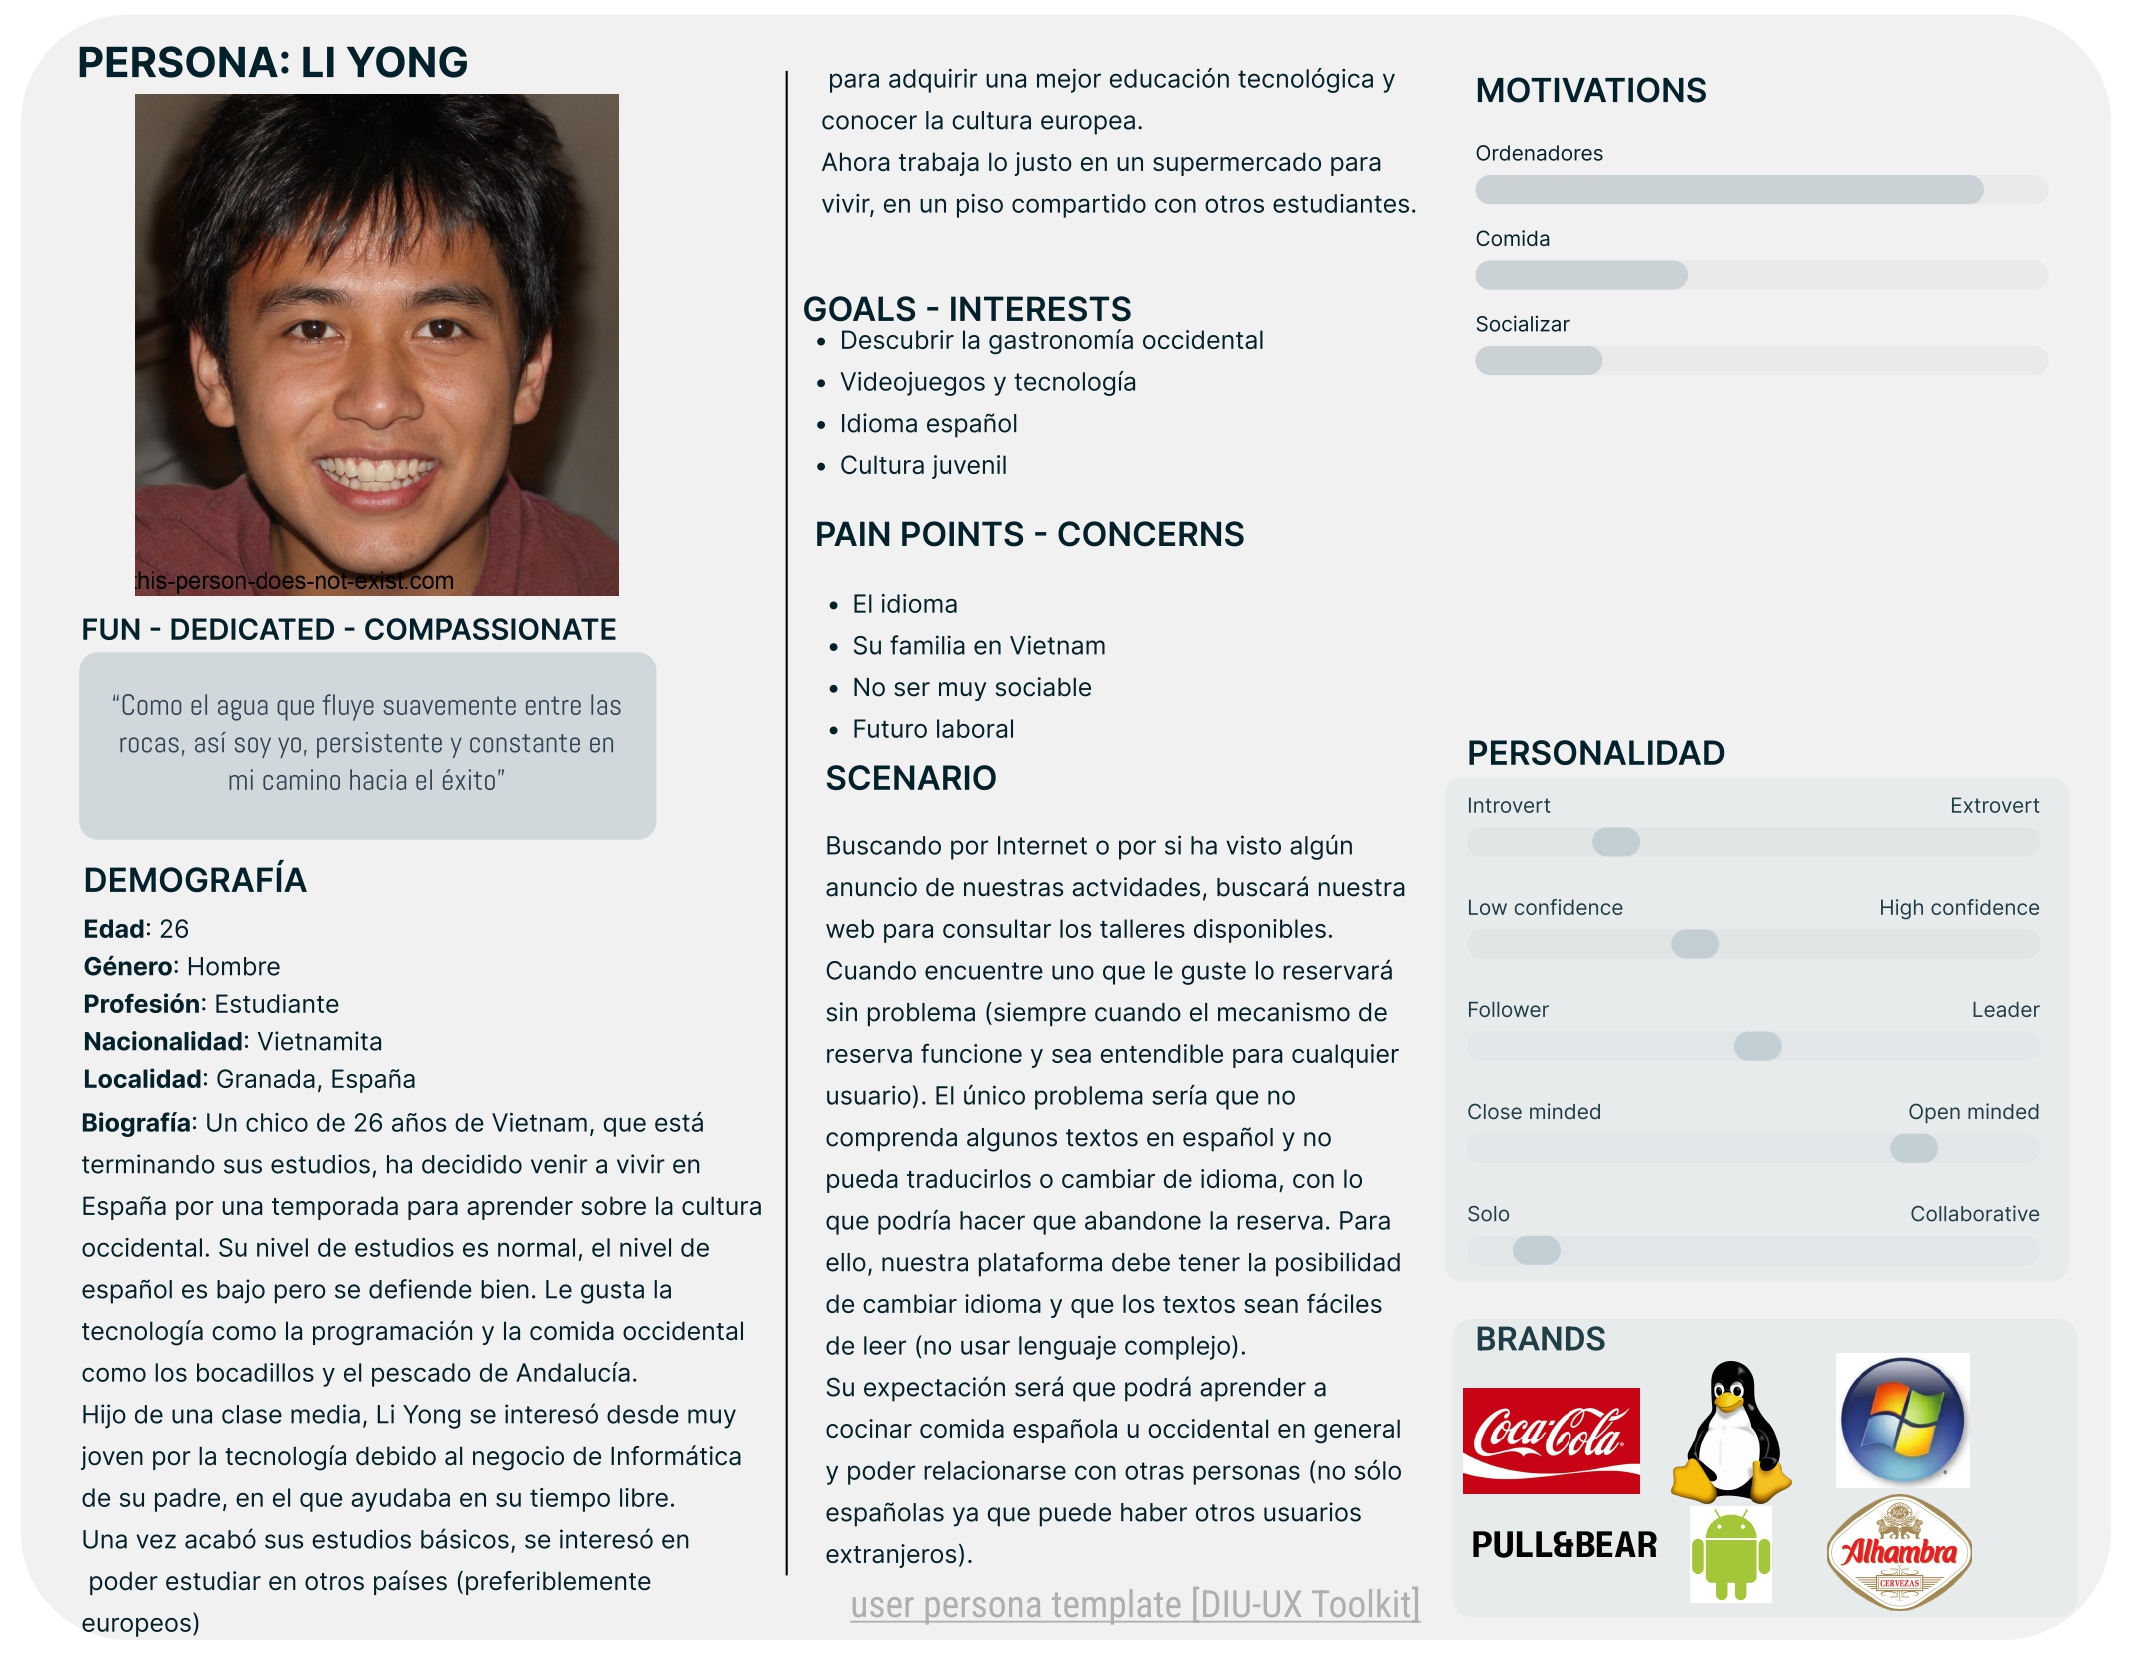 PERSONA: LI YONG
this-person-does-not-exist.com
FUN - DEDICATED - COMPASSIONATE
“Como el agua que fluye suavemente entre las
rocas, así soy yo, persistente y constante en
mi camino hacia el éxito”
DEMOGRAFÍA
Edad: 26
Género: Hombre
Profesión: Estudiante
Nacionalidad: Vietnamita
Localidad: Granada, España
Biografía: Un chico de 26 años de Vietnam, que está
terminando sus estudios, ha decidido venir a vivir en
España por una temporada para aprender sobre la cultura
occidental. Su nivel de estudios es normal, el nivel de
español es bajo pero se defiende bien. Le gusta la
tecnología como la programación y la comida occidental
como los bocadillos y el pescado de Andalucía.
Hijo de una clase media, Li Yong se interesó desde muy
joven por la tecnología debido al negocio de Informática
de su padre, en el que ayudaba en su tiempo libre.
Una vez acabó sus estudios básicos, se interesó en
poder estudiar en otros países (preferiblemente
europeos)
para adquirir una mejor educación tecnológica y
conocer la cultura europea.
Ahora trabaja lo justo en un supermercado para
vivir, en un piso compartido con otros estudiantes.
GOALS - INTERESTS
• Descubrir la gastronomía occidental
• Videojuegos y tecnología
• Idioma español
• Cultura juvenil
PAIN POINTS - CONCERNS
• El idioma
• Su familia en Vietnam
• No ser muy sociable
• Futuro laboral
SCENARIO
Buscando por Internet o por si ha visto algún
anuncio de nuestras actvidades, buscará nuestra
web para consultar los talleres disponibles.
Cuando encuentre uno que le guste lo reservará
sin problema (siempre cuando el mecanismo de
reserva funcione y sea entendible para cualquier
usuario). El único problema sería que no
comprenda algunos textos en español y no
pueda traducirlos o cambiar de idioma, con lo
que podría hacer que abandone la reserva. Para
ello, nuestra plataforma debe tener la posibilidad
de cambiar idioma y que los textos sean fáciles
de leer (no usar lenguaje complejo).
Su expectación será que podrá aprender a
cocinar comida española u occidental en general
y poder relacionarse con otras personas (no sólo
españolas ya que puede haber otros usuarios
extranjeros).
user persona template [DIU-UX Toolkit]
MOTIVATIONS
Ordenadores
Comida
Socializar
PERSONALIDAD
Introvert Extrovert
Low confidence High confidence
Follower Leader
Close minded Open minded
Solo Collaborative
BRANDS
Coca-Cola
PULL&BEAR
Alhambra
CERVEZAS